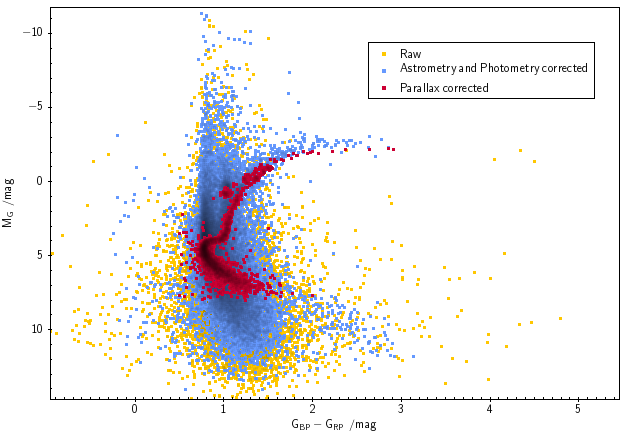 −10
−5
0
5
10
M_G /mag
Raw
Astrometry and Photometry corrected
Parallax corrected
0 1 2 3 4 5
G_BP − G_RP /mag